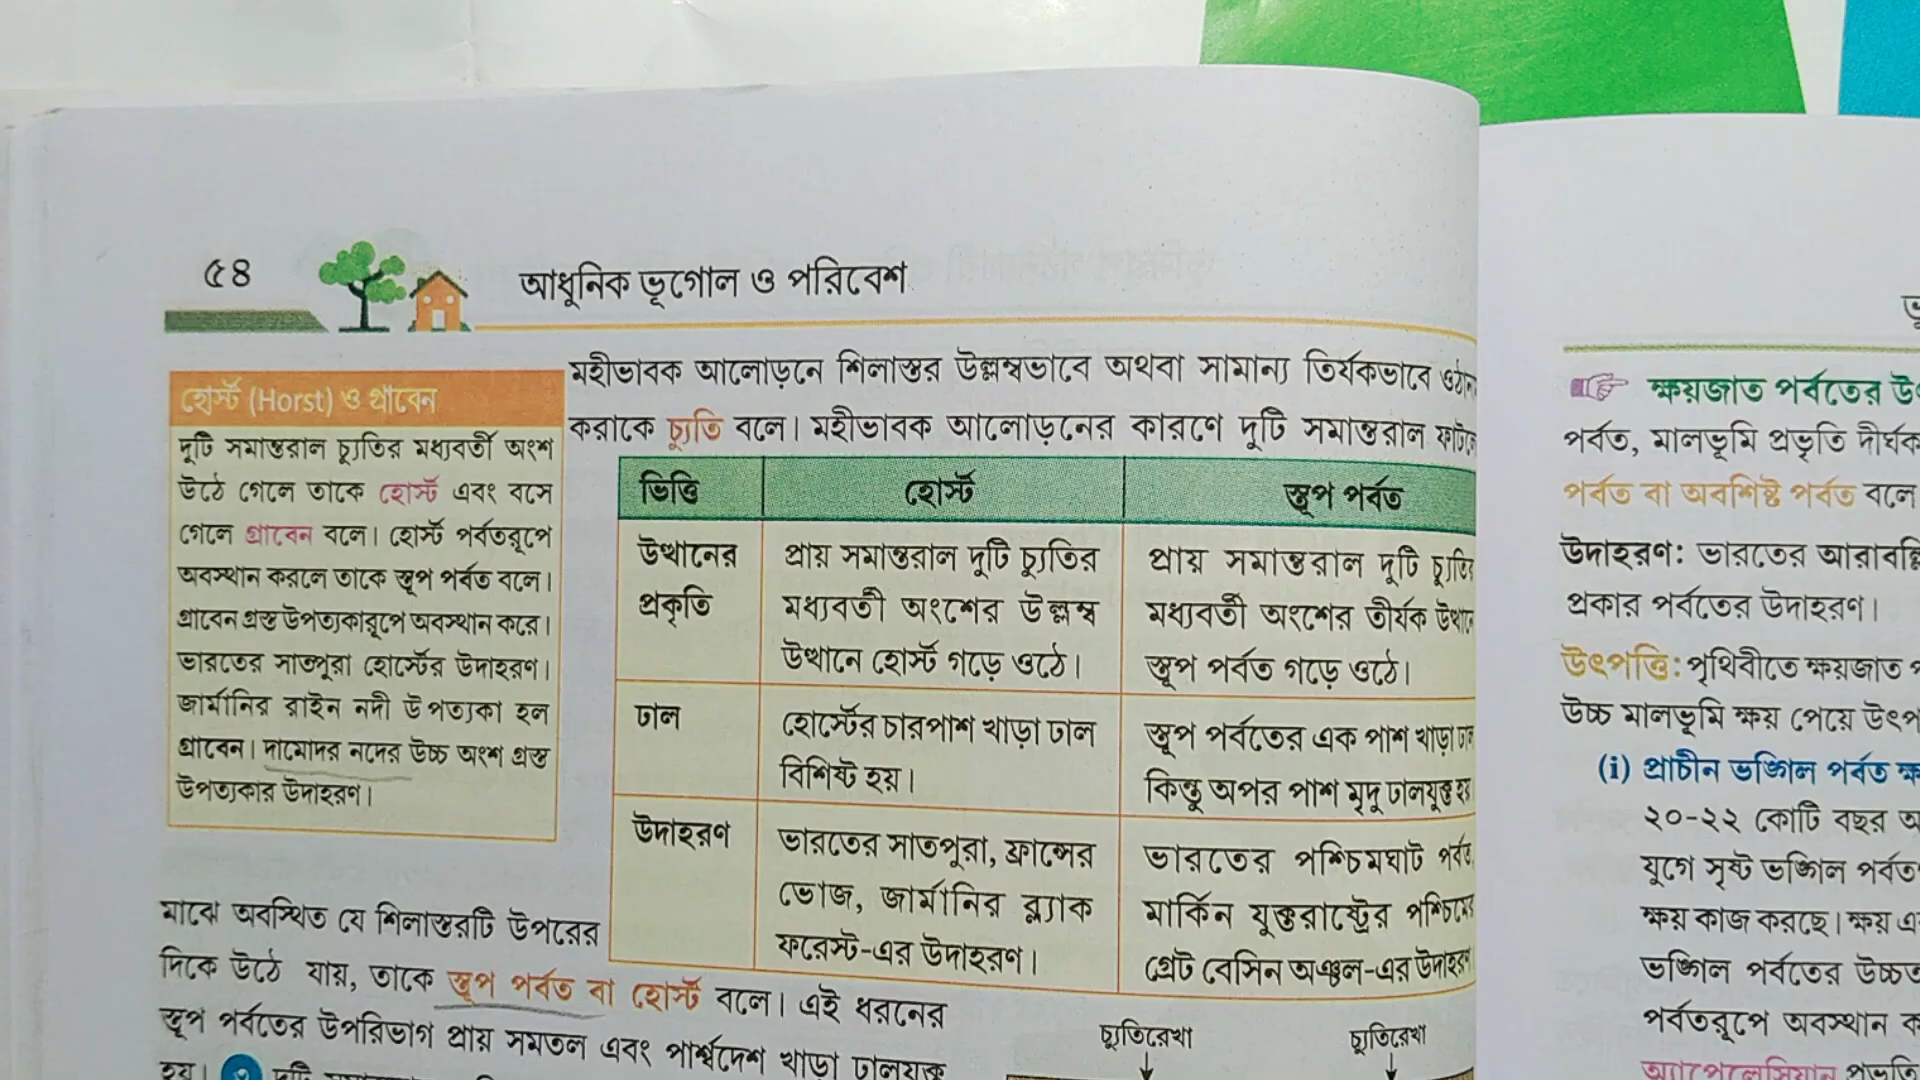 ৫৪
আধুনিক ভূগোল ও পরিবেশ
হোর্স্ট (Horst) ও গ্রাবেন
দুটি সমান্তরাল চ্যুতির মধ্যবর্তী অংশ
উঠে গেলে তাকে হোর্স্ট এবং বসে
গেলে গ্রাবেন বলে। হোর্স্ট পর্বতরূপে
অবস্থান করলে তাকে স্তূপ পর্বত বলে।
গ্রাবেন গ্রস্ত উপত্যকারূপে অবস্থান করে।
ভারতের সাতপুরা হোর্স্টের উদাহরণ।
জার্মানির রাইন নদী উপত্যকা হল
গ্রাবেন। দামোদর নদের উচ্চ অংশ গ্রস্ত
উপত্যকার উদাহরণ।
মহীভাবক আলোড়নে শিলাস্তর উল্লম্বভাবে অথবা সামান্য তির্যকভাবে
করাকে চ্যুতি বলে। মহীভাবক আলোড়নের কারণে দুটি সমান্তরাল
ভিত্তি হোর্স্ট স্তূপ পর্বত
উত্থানের প্রায় সমান্তরাল দুটি চ্যুতির প্রায় সমান্তরাল দুটি চ্যুতির
প্রকৃতি মধ্যবর্তী অংশের উল্লম্ব মধ্যবর্তী অংশের তীর্যক
উত্থানে হোর্স্ট গড়ে ওঠে। স্তূপ পর্বত গড়ে ওঠে।
ঢাল হোর্স্টের চারপাশ খাড়া ঢাল স্তূপ পর্বতের এক পাশ খাড়া
বিশিষ্ট হয়। কিন্তু অপর পাশ মৃদু ঢালযুক্ত হয়
উদাহরণ ভারতের সাতপুরা, ফ্রান্সের ভারতের পশ্চিমঘাট পর্বত,
ভোজ, জার্মানির ব্ল্যাক মার্কিন যুক্তরাষ্ট্রের পশ্চিমের
ফরেস্ট-এর উদাহরণ। গ্রেট বেসিন অঞ্চল-এর উদাহরণ
মাঝে অবস্থিত যে শিলাস্তরটি উপরের
দিকে উঠে যায়, তাকে স্তূপ পর্বত বা হোর্স্ট বলে। এই ধরনের
স্তূপ পর্বতের উপরিভাগ প্রায় সমতল এবং পার্শ্বদেশ খাড়া ঢালযুক্ত
হয়। দুটি
চ্যুতিরেখা চ্যুতিরেখা
ক্ষয়জাত পর্বতের
পর্বত, মালভূমি প্রভৃতি
পর্বত বা অবশিষ্ট পর্বত বলে
উদাহরণ: ভারতের
প্রকার পর্বতের উদাহরণ।
উৎপত্তি: পৃথিবীতে ক্ষয়জাত
উচ্চ মালভূমি ক্ষয় পেয়ে
(i) প্রাচীন ভঙ্গিল পর্বত
২০-২২ কোটি বছর
যুগে সৃষ্ট ভঙ্গিল পর্বত
ক্ষয় কাজ করছে। ক্ষয়
ভঙ্গিল পর্বতের
পর্বতরূপে অবস্থান
অ্যাপেলেসিয়ান প্রভৃতি